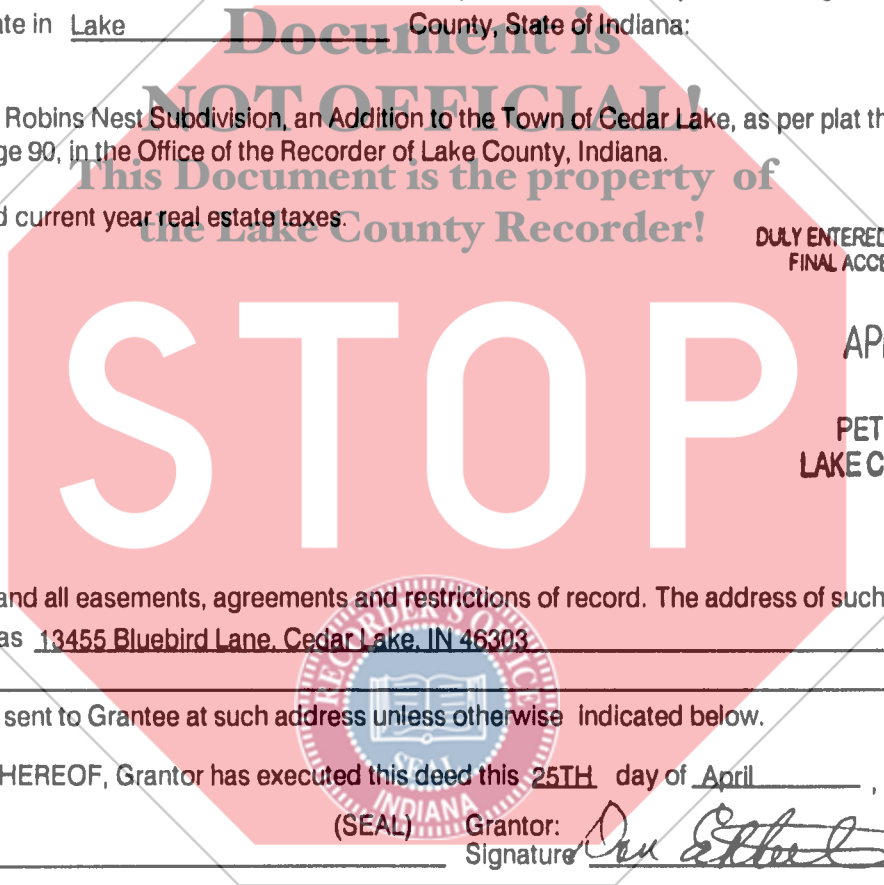 ate in Lake County, State of Indiana:
Document is
NOT OFFICIAL!
Robins Nest Subdivision, an Addition to the Town of Cedar Lake, as per plat th
ge 90, in the Office of the Recorder of Lake County, Indiana.
This Document is the property of
d current year real estate taxes.
the Lake County Recorder!
DULY ENTERED
FINAL ACCE
AP
STOP
PET
LAKE C
and all easements, agreements and restrictions of record. The address of such
as 13455 Bluebird Lane, Cedar Lake, IN 46303
RECORDER'S OFFICE
sent to Grantee at such address unless otherwise indicated below.
SEAL
HEREOF, Grantor has executed this deed this 25TH day of April ,
INDIANA
(SEAL) Grantor:
Signature